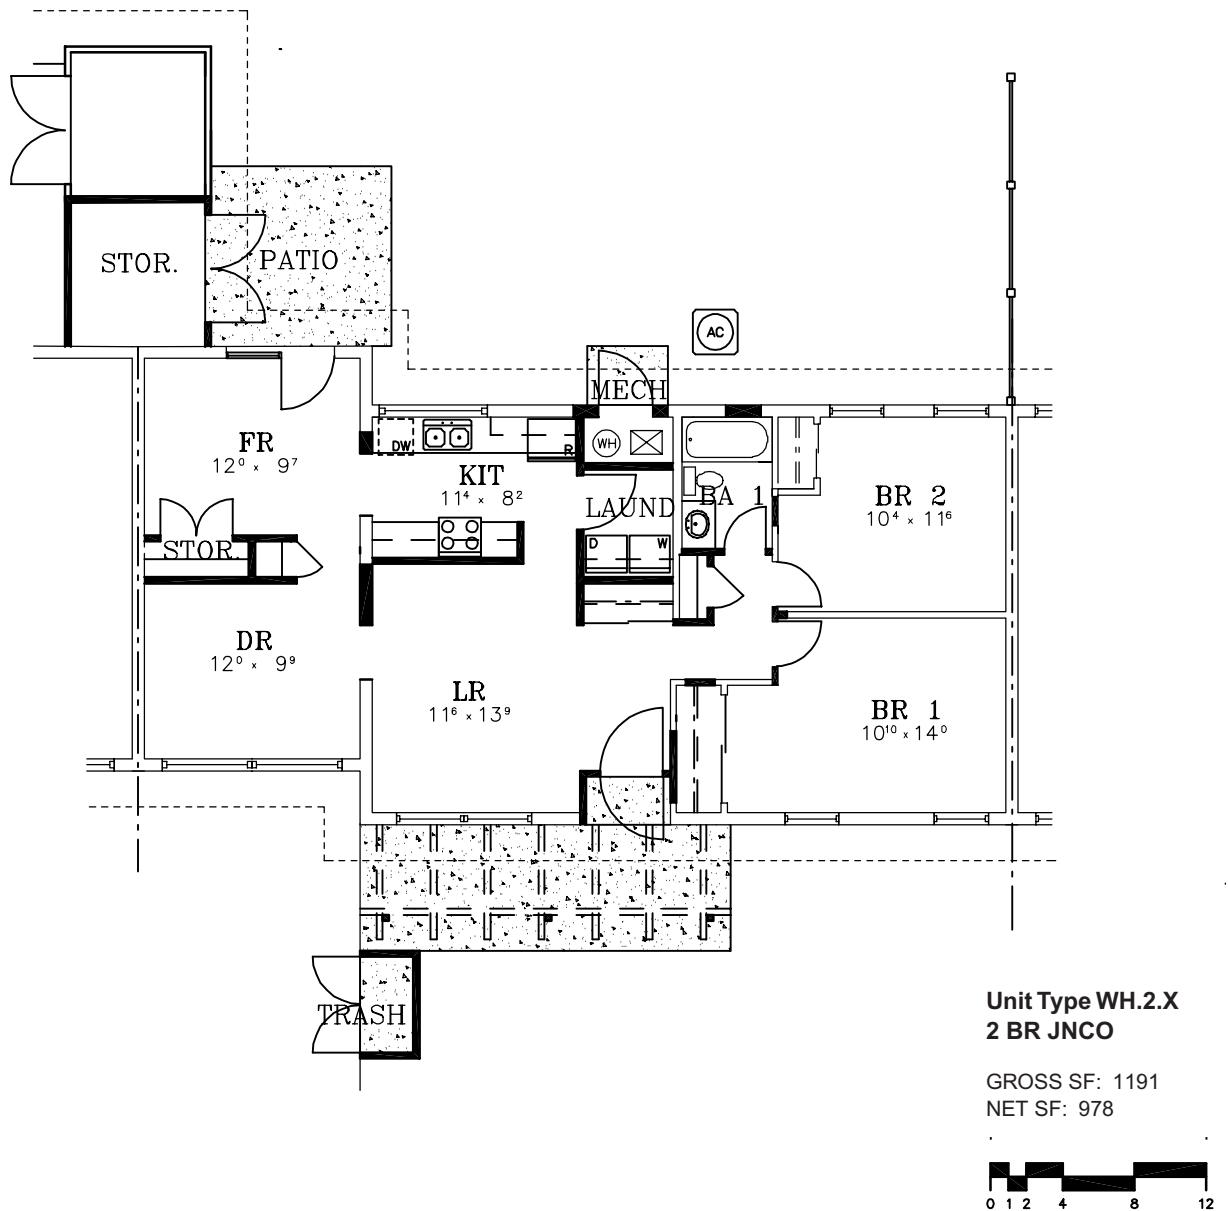 STOR.
PATIO
AC
MECH
FR
12⁰ x 9⁷
DW
R
WH
KIT
11⁴ x 8²
LAUND
BA 1
BR 2
10⁴ x 11⁶
STOR.
D
W
DR
12⁰ x 9⁹
LR
11⁶ x 13⁹
BR 1
10¹⁰ x 14⁰
TRASH
Unit Type WH.2.X
2 BR JNCO
GROSS SF: 1191
NET SF: 978
0 1 2 4 8 12